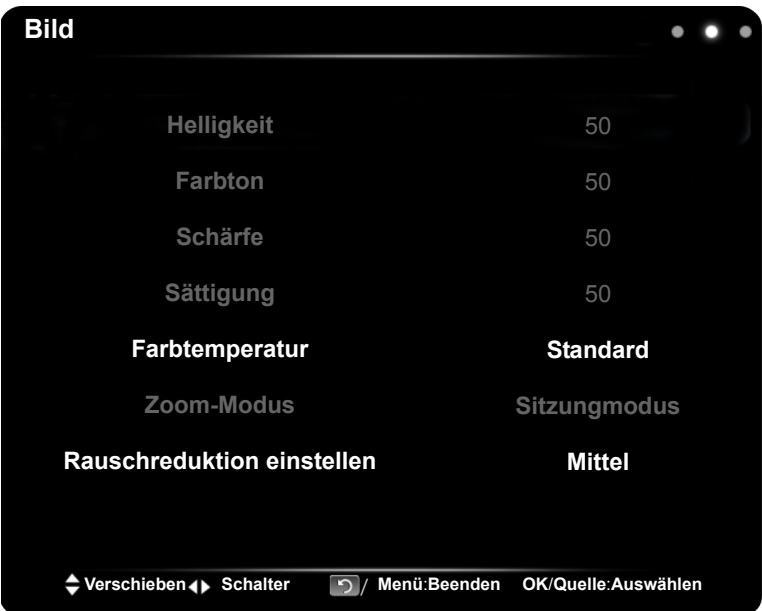 Bild
Helligkeit 50
Farbton 50
Schärfe 50
Sättigung 50
Farbtemperatur Standard
Zoom-Modus Sitzungmodus
Rauschreduktion einstellen Mittel
Verschieben Schalter / Menü:Beenden OK/Quelle:Auswählen